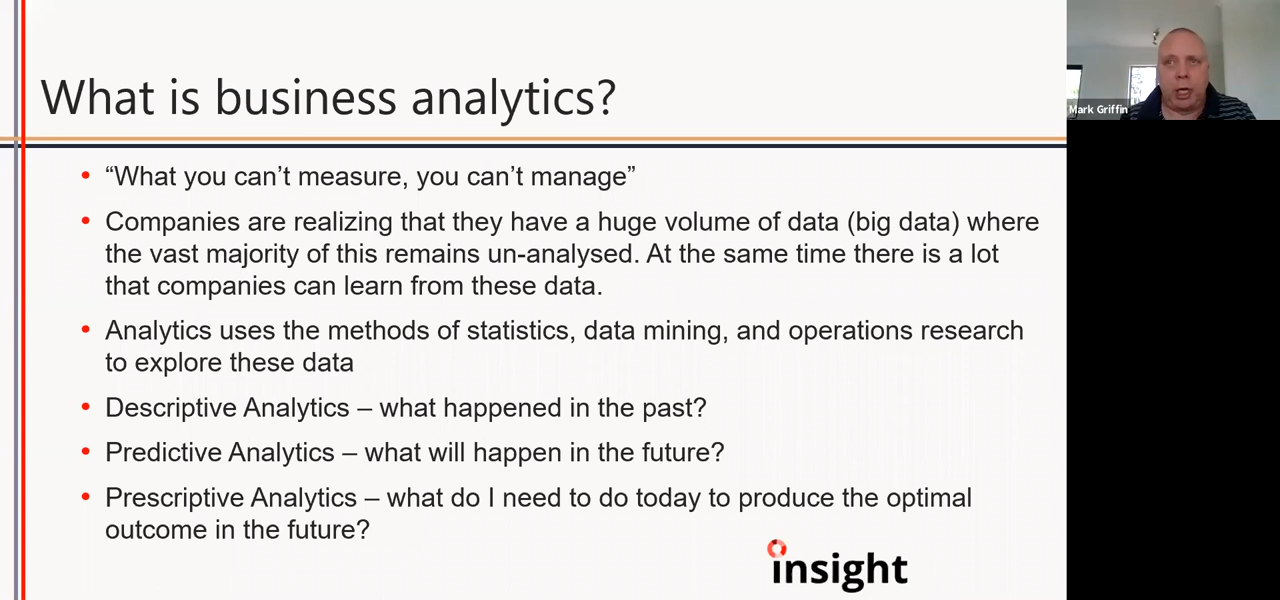 What is business analytics?
Mark Griffin
• “What you can’t measure, you can’t manage”
• Companies are realizing that they have a huge volume of data (big data) where
the vast majority of this remains un-analysed. At the same time there is a lot
that companies can learn from these data.
• Analytics uses the methods of statistics, data mining, and operations research
to explore these data
• Descriptive Analytics – what happened in the past?
• Predictive Analytics – what will happen in the future?
• Prescriptive Analytics – what do I need to do today to produce the optimal
outcome in the future?
insight